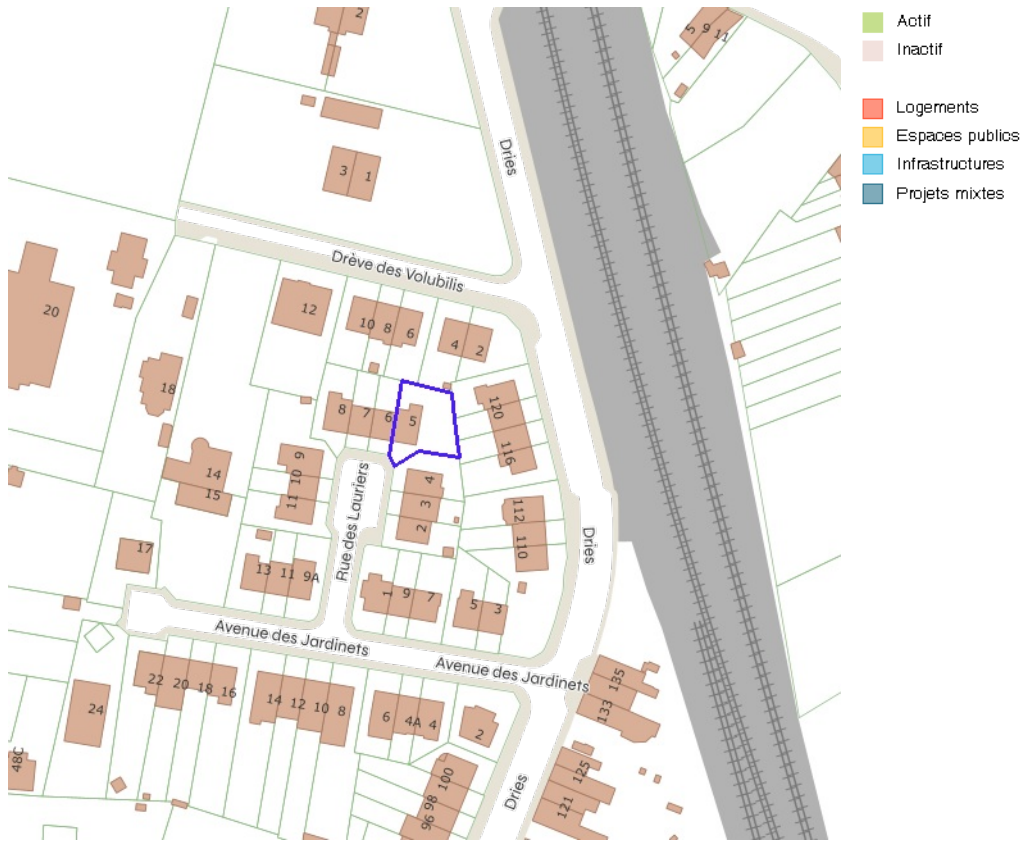 Actif
Inactif
Logements
Espaces publics
Infrastructures
Projets mixtes
2
5 9 11
Dries
3 1
Drève des Volubilis
20
12
10 8 6
4 2
18
8 7 6 5
120
116
9
10
11
14
15
4
3
2
112
110
Dries
Rue des Lauriers
17
13 11 9A
1 9 7
5 3
Avenue des Jardinets
Avenue des Jardinets
22 20 18 16
14 12 10 8
24
6 4A 4
2
135
133
48C
100
98
96
Dries
125
121